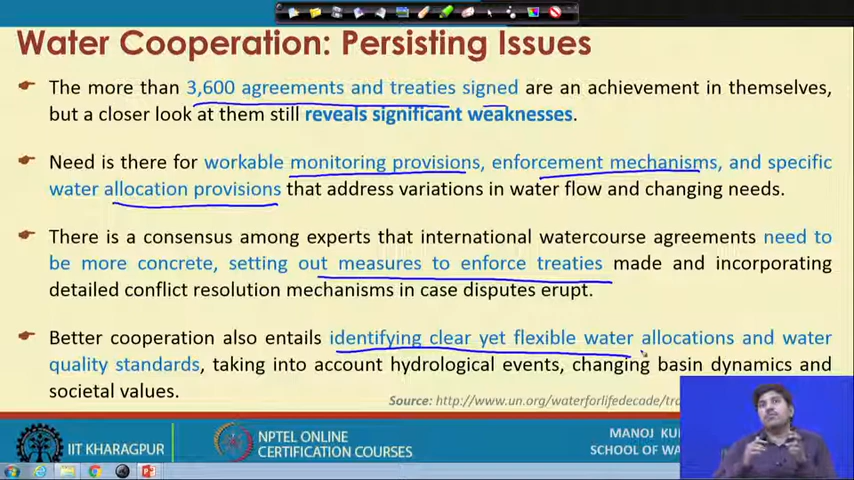 Water Cooperation: Persisting Issues
The more than 3,600 agreements and treaties signed are an achievement in themselves,
but a closer look at them still reveals significant weaknesses.
Need is there for workable monitoring provisions, enforcement mechanisms, and specific
water allocation provisions that address variations in water flow and changing needs.
There is a consensus among experts that international watercourse agreements need to
be more concrete, setting out measures to enforce treaties made and incorporating
detailed conflict resolution mechanisms in case disputes erupt.
Better cooperation also entails identifying clear yet flexible water allocations and water
quality standards, taking into account hydrological events, changing basin dynamics and
societal values.
Source: http://www.un.org/waterforlifedecade/tra
IIT KHARAGPUR
NPTEL ONLINE
CERTIFICATION COURSES
MANOJ KU
SCHOOL OF WA